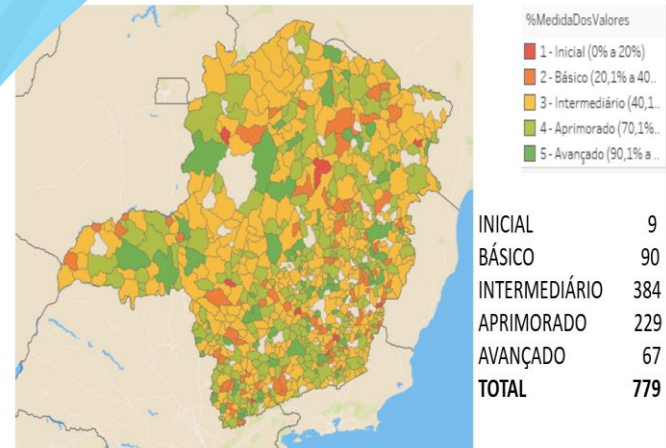 %MedidaDosValores
1 - Inicial (0% a 20%)
2 - Básico (20,1% a 40..
3 - Intermediário (40,1..
4 - Aprimorado (70,1%..
5 - Avançado (90,1% a ..
INICIAL 9
BÁSICO 90
INTERMEDIÁRIO 384
APRIMORADO 229
AVANÇADO 67
TOTAL 779